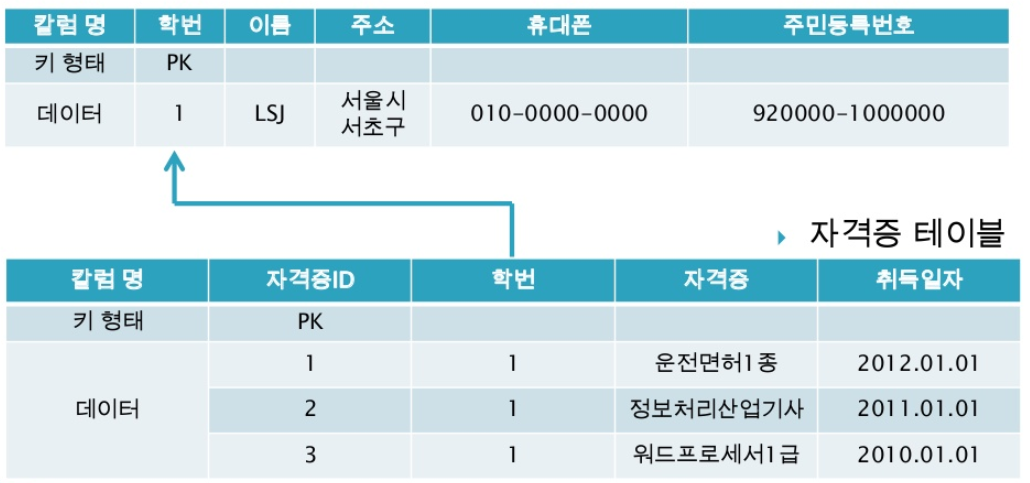 칼럼 명 학번 이름 주소 휴대폰 주민등록번호
키 형태 PK
데이터 1 LSJ 서울시 서초구 010-0000-0000 920000-1000000
자격증 테이블
칼럼 명 자격증ID 학번 자격증 취득일자
키 형태 PK
데이터
1 1 운전면허1종 2012.01.01
2 1 정보처리산업기사 2011.01.01
3 1 워드프로세서1급 2010.01.01